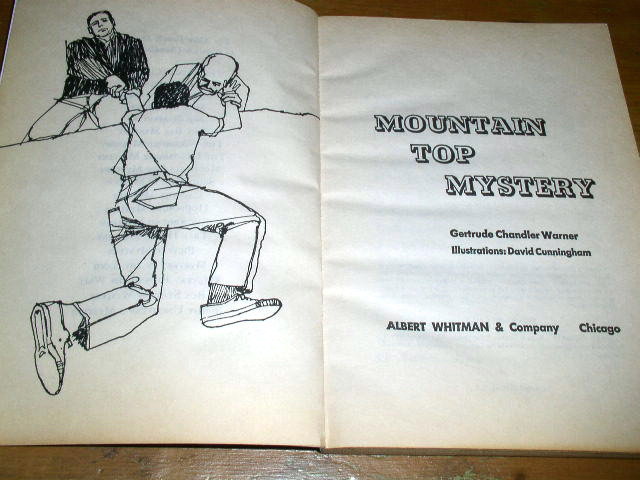 MOUNTAIN
TOP
MYSTERY
Gertrude Chandler Warner
Illustrations: David Cunningham
ALBERT WHITMAN & Company Chicago